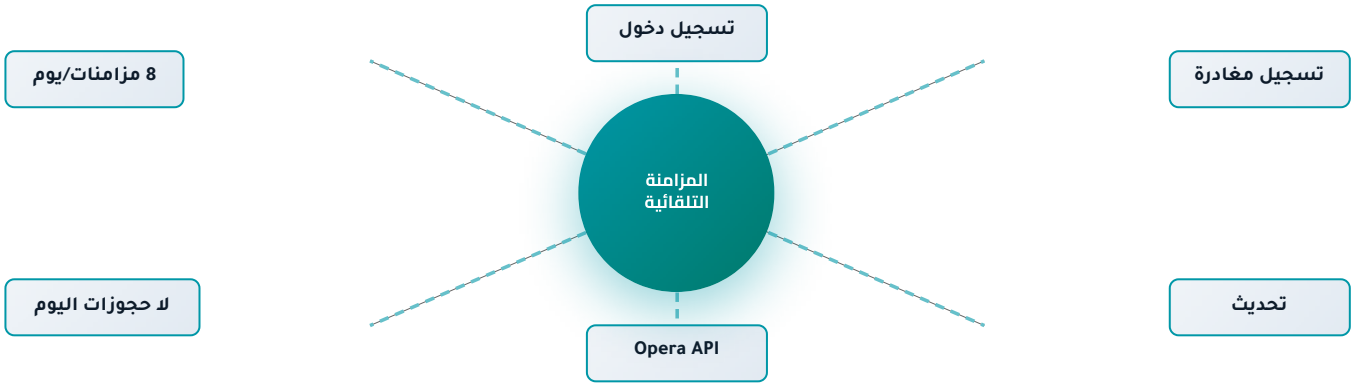 تسجيل دخول
تسجيل مغادرة
8 مزامنات/يوم
المزامنة
التلقائية
تحديث
لا حجوزات اليوم
Opera API